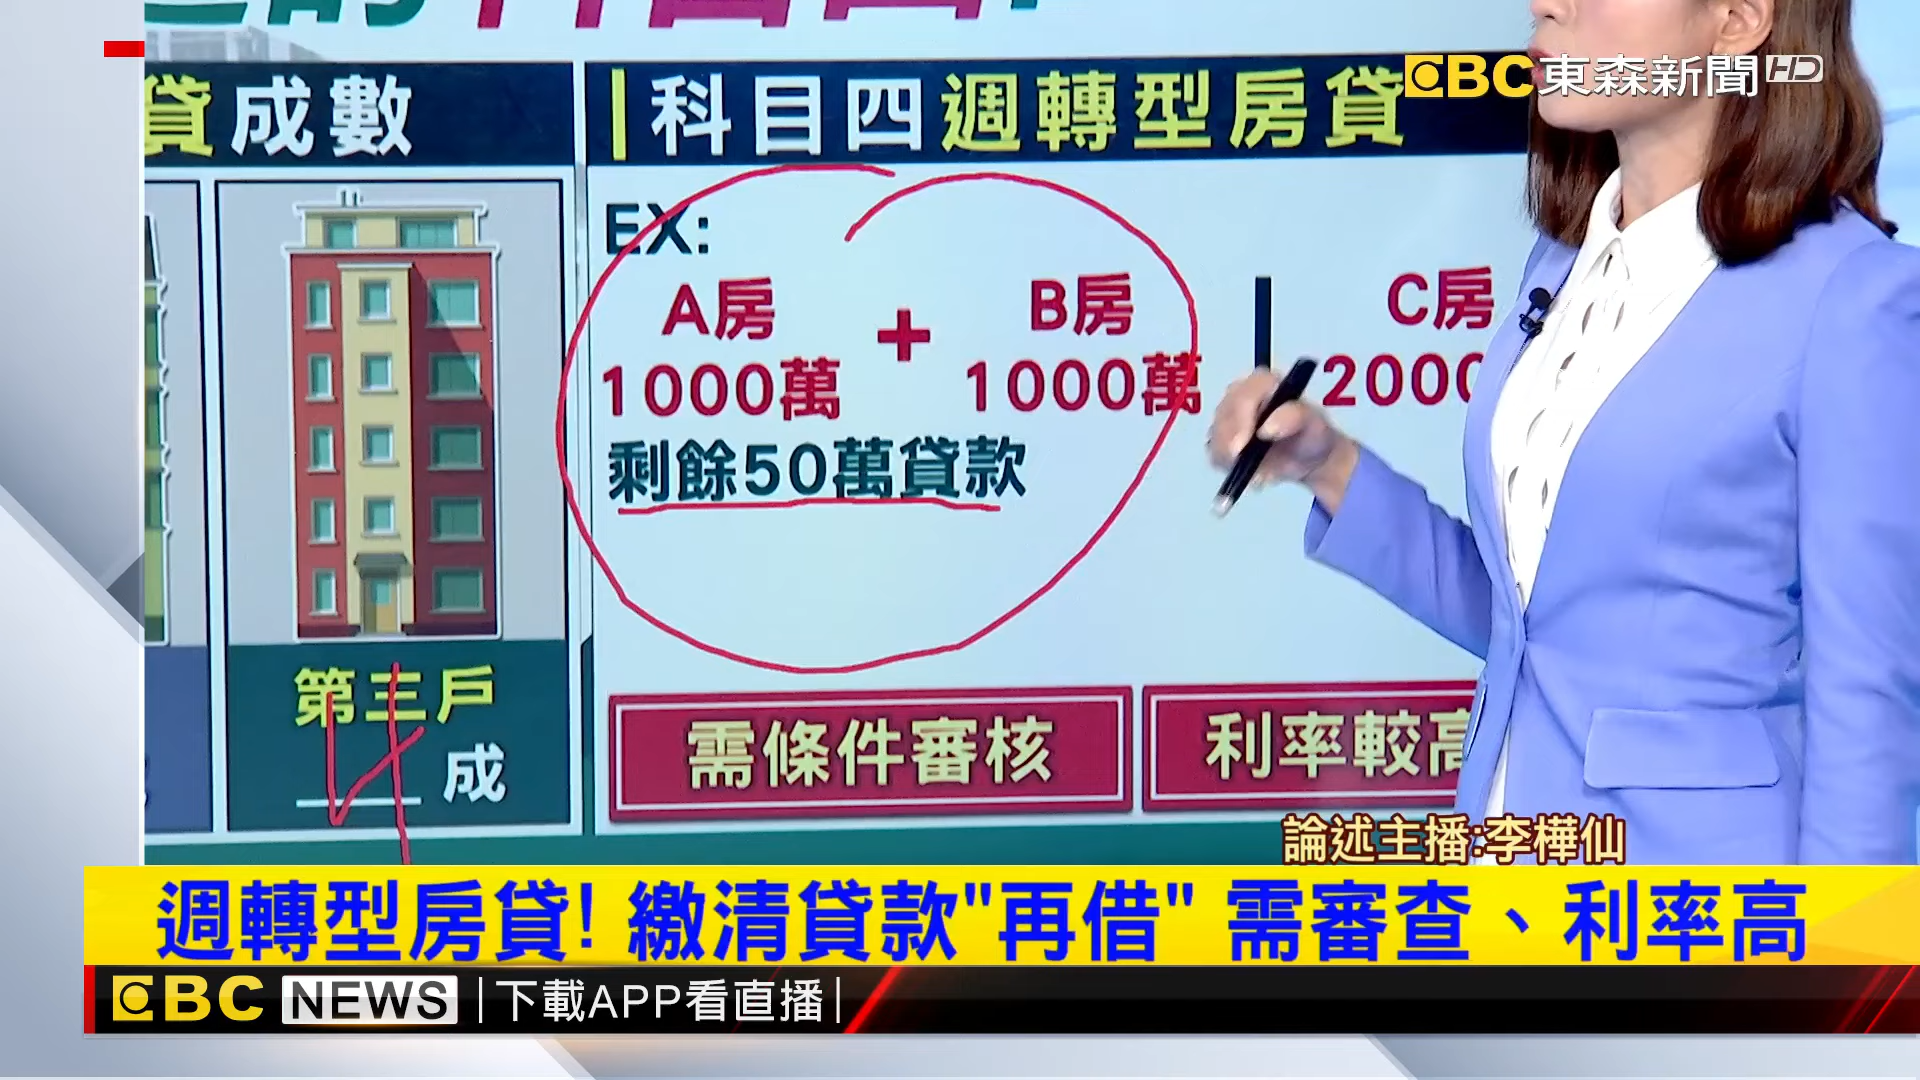 EBC東森新聞HD
貸成數
科目四週轉型房貸
EX:
A房 + B房
C房
1000萬
1000萬
2000
剩餘50萬貸款
第三戶
4成
需條件審核
利率較高
論述主播:李樺仙
週轉型房貸! 繳清貸款"再借" 需審查、利率高
EBC NEWS |下載APP看直播|